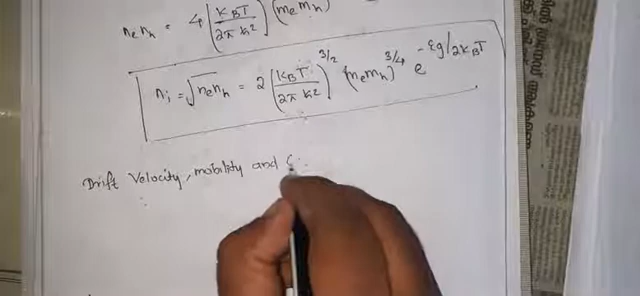 nₑnₕ = 4 (K_BT / 2πħ²) (mₑmₕ)
nᵢ = √nₑnₕ = 2 (K_BT / 2πħ²)^3/2 (mₑmₕ)^3/4 e^-Eg/2K_BT
Drift Velocity, mobility and